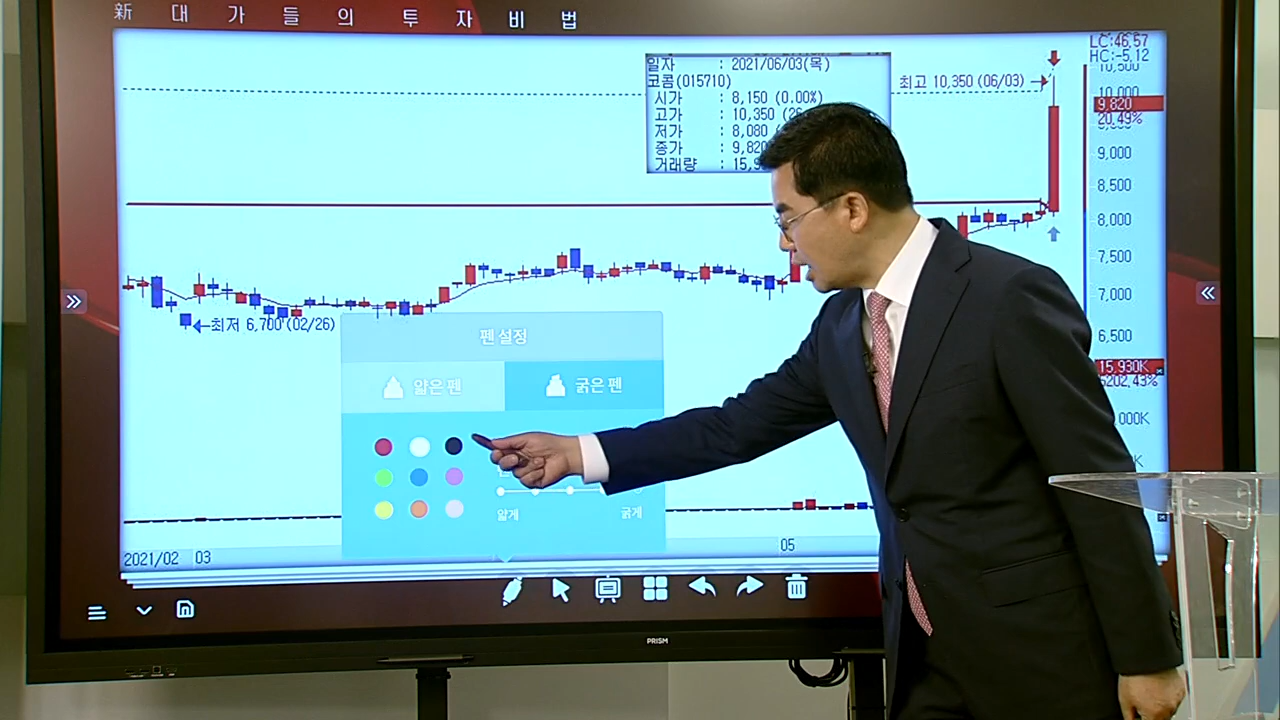 新 대 가 들 의 투 자 비 법
LC:46.57
HC:-5.12
일자 : 2021/06/03(목)
코콤(015710)
시가 : 8,150 (0.00%)
고가 : 10,350
저가 : 8,080
종가 : 9,820
거래량
최고 10,350 (06/03)
10,500
10,000
9,820
20.49%
9,000
8,500
8,000
7,500
7,000
6,500
최저 6,700 (02/26)
15,930K
펜 설정
얇은 펜
굵은 펜
얇게
굵게
2021/02
03
05
PRISM